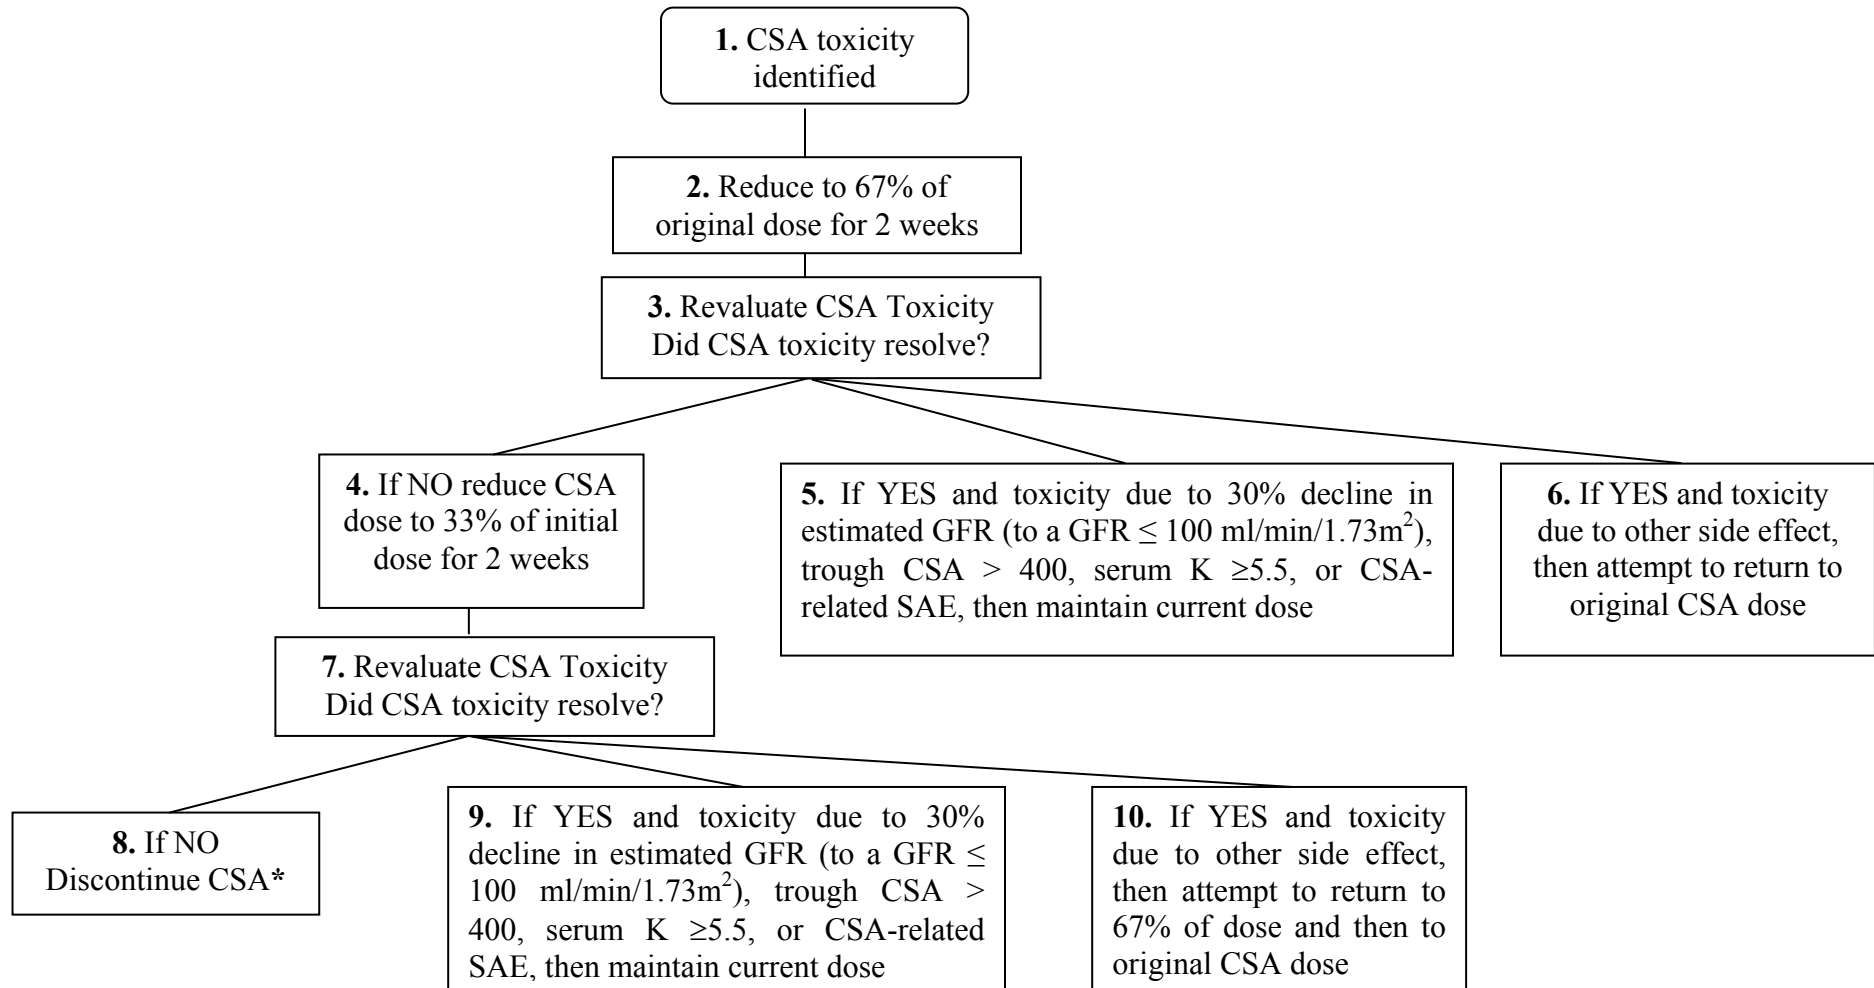 1. CSA toxicity
identified
2. Reduce to 67% of
original dose for 2 weeks
3. Revaluate CSA Toxicity
Did CSA toxicity resolve?
4. If NO reduce CSA
dose to 33% of initial
dose for 2 weeks
5. If YES and toxicity due to 30% decline in
estimated GFR (to a GFR ≤ 100 ml/min/1.73m²),
trough CSA > 400, serum K ≥5.5, or CSA-
related SAE, then maintain current dose
6. If YES and toxicity
due to other side effect,
then attempt to return to
original CSA dose
7. Revaluate CSA Toxicity
Did CSA toxicity resolve?
8. If NO
Discontinue CSA*
9. If YES and toxicity due to 30%
decline in estimated GFR (to a GFR ≤
100 ml/min/1.73m²), trough CSA >
400, serum K ≥5.5, or CSA-related
SAE, then maintain current dose
10. If YES and toxicity
due to other side effect,
then attempt to return to
67% of dose and then to
original CSA dose